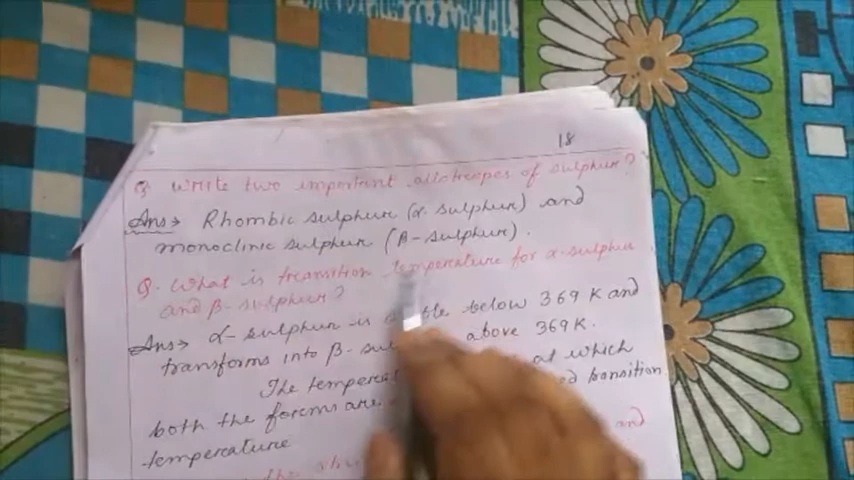 18
Q Write two important allotropes of sulphur?
Ans→ Rhombic sulphur (α-sulphur) and
monoclinic sulphur (β-sulphur).
Q. What is transition temperature for α-sulphur
and β-sulphur?
Ans→ α-sulphur is below 369 K and
transforms into β- above 369 K.
The at which
both the forms are transition
temperature
and
the